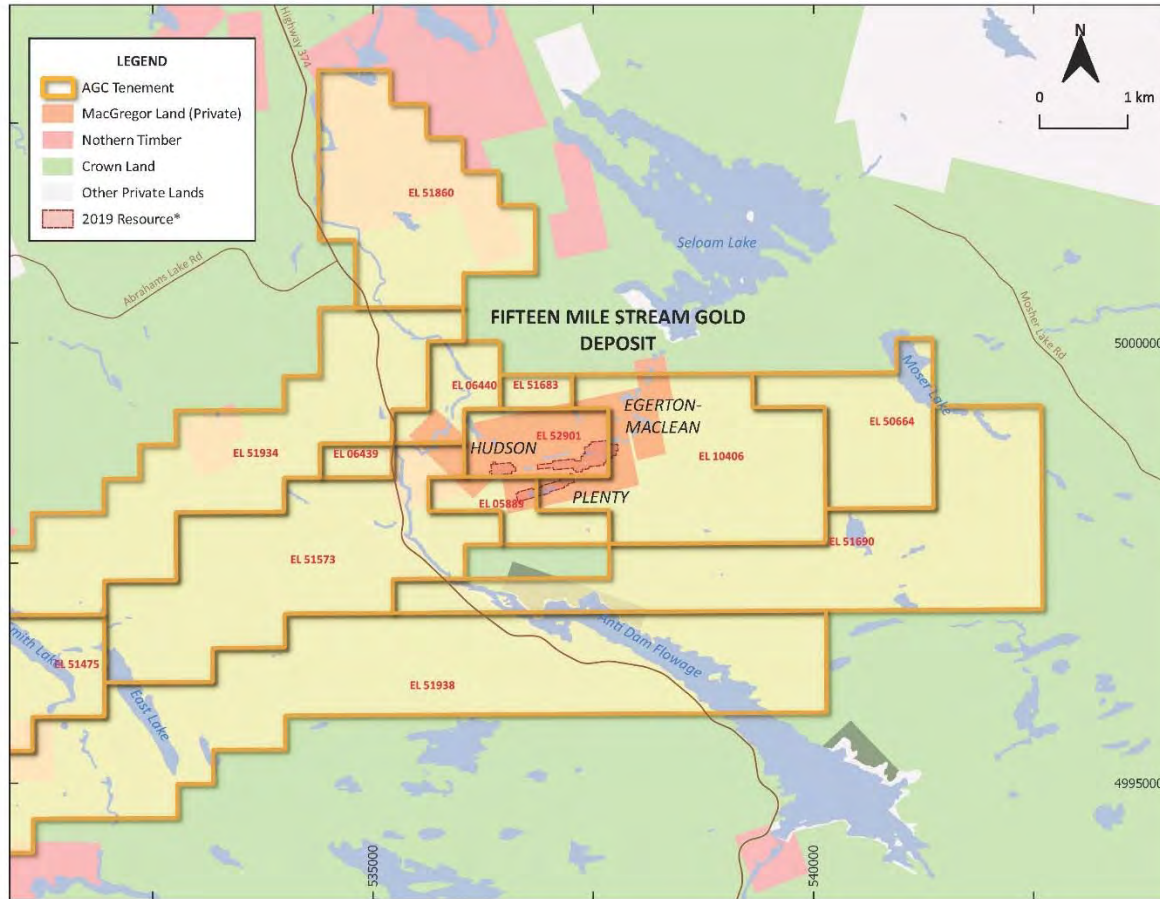 Highway 374
LEGEND
AGC Tenement
MacGregor Land (Private)
Nothern Timber
Crown Land
Other Private Lands
2019 Resource*
N
0 1 km
EL 51860
Seloam Lake
Abrahams Lake Rd
Mosher Lake Rd
FIFTEEN MILE STREAM GOLD
DEPOSIT
5000000
Moser Lake
EL 06440
EL 51683
EGERTON-
MACLEAN
EL 50664
EL 52901
HUDSON
EL 51934
EL 06439
EL 10406
PLENTY
EL 05889
EL 51690
EL 51573
Anti Dam Flowage
mith Lake
EL 51475
East Lake
EL 51938
4995000
535000
540000